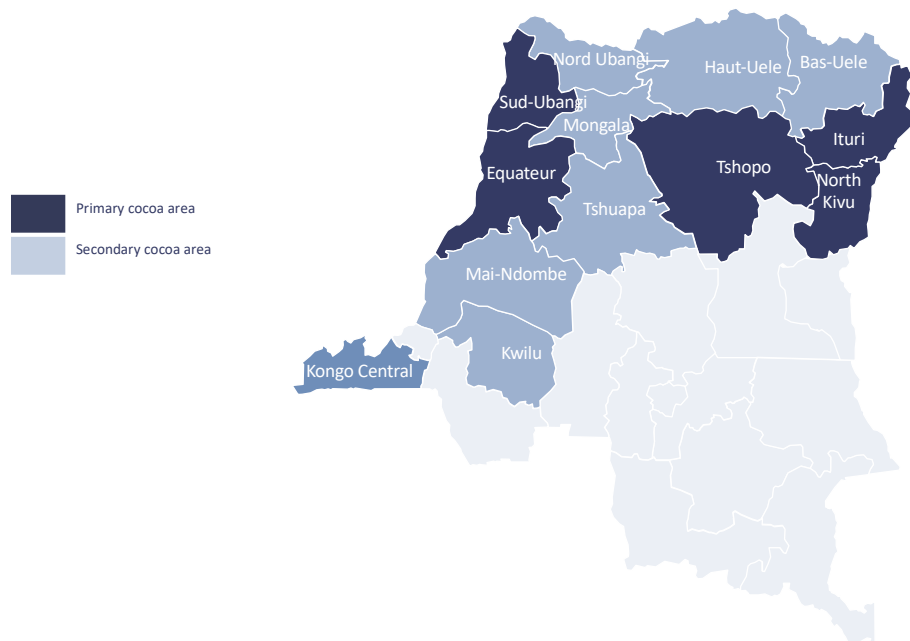 Nord Ubangi
Haut-Uele
Bas-Uele
Sud-Ubangi
Mongala
Ituri
Equateur
Tshopo
North
Kivu
Tshuapa
Primary cocoa area
Secondary cocoa area
Mai-Ndombe
Kwilu
Kongo Central